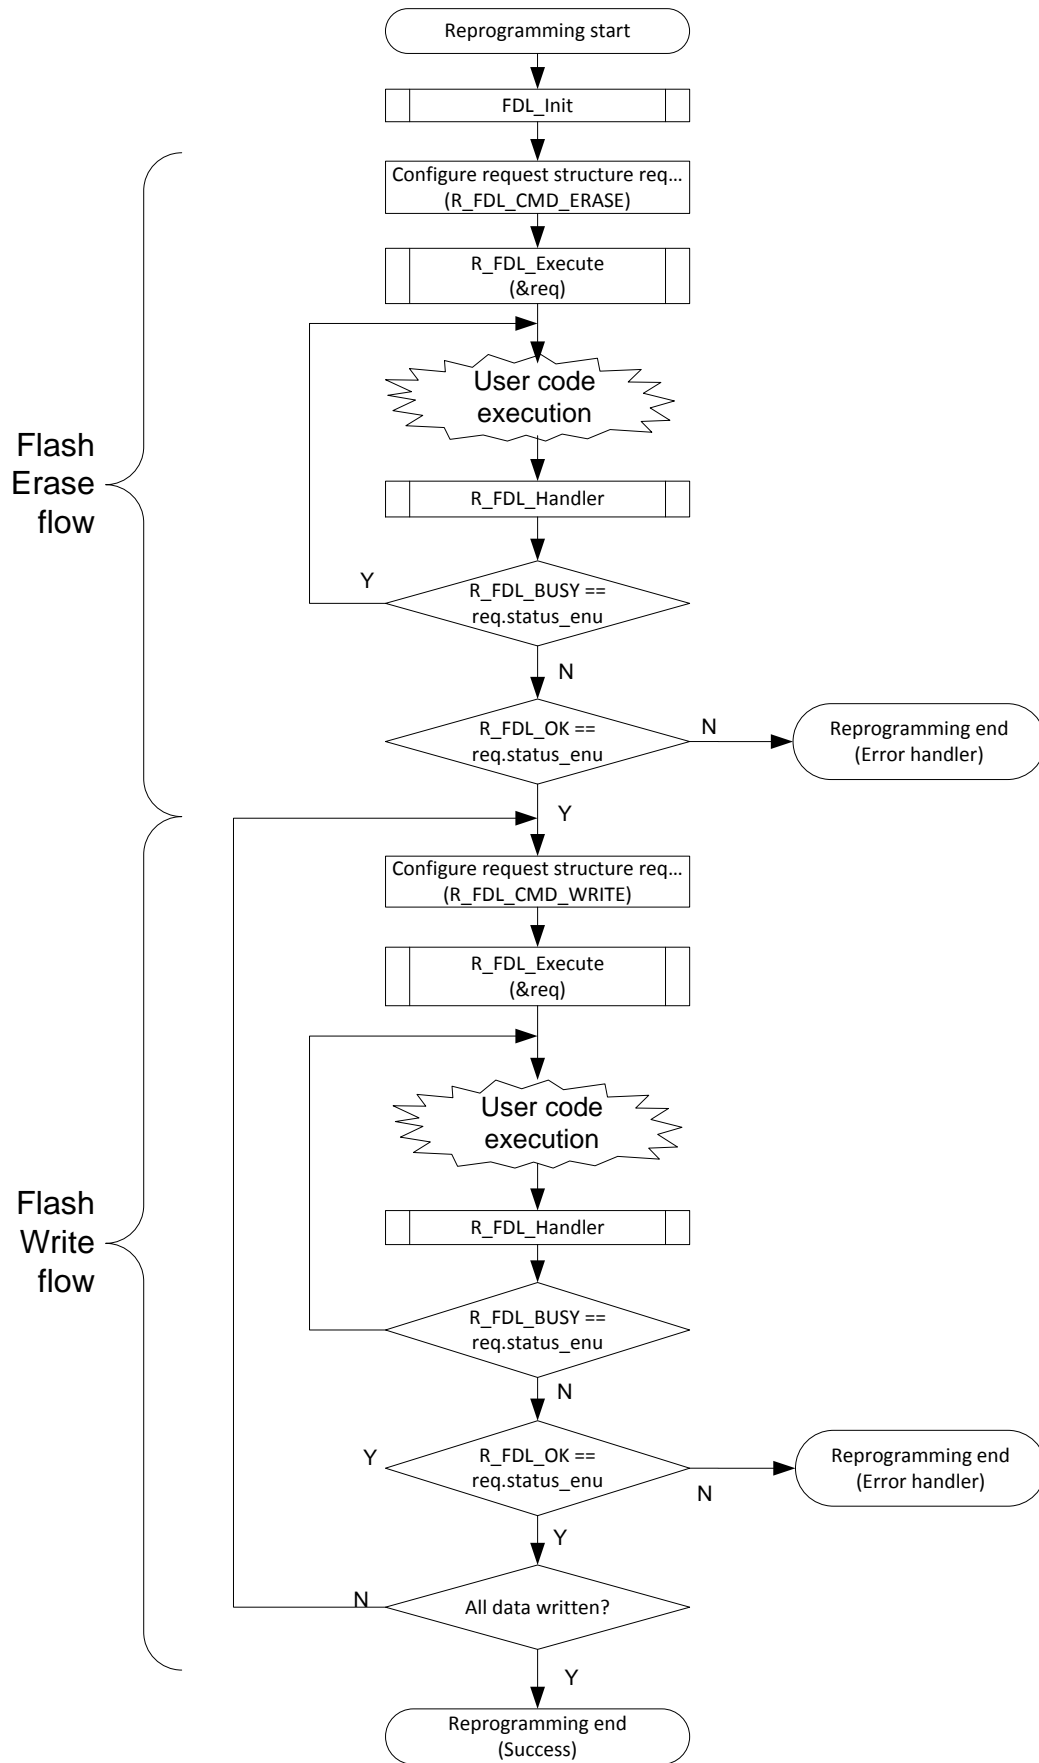 Reprogramming start
FDL_Init
Configure request structure req...
(R_FDL_CMD_ERASE)
R_FDL_Execute
(&req)
User code
execution
Flash
Erase
flow
R_FDL_Handler
Y
R_FDL_BUSY ==
req.status_enu
N
R_FDL_OK ==
req.status_enu
N
Reprogramming end
(Error handler)
Y
Configure request structure req...
(R_FDL_CMD_WRITE)
R_FDL_Execute
(&req)
User code
execution
Flash
Write
flow
R_FDL_Handler
R_FDL_BUSY ==
req.status_enu
N
Y
R_FDL_OK ==
req.status_enu
N
Reprogramming end
(Error handler)
Y
N
All data written?
Y
Reprogramming end
(Success)